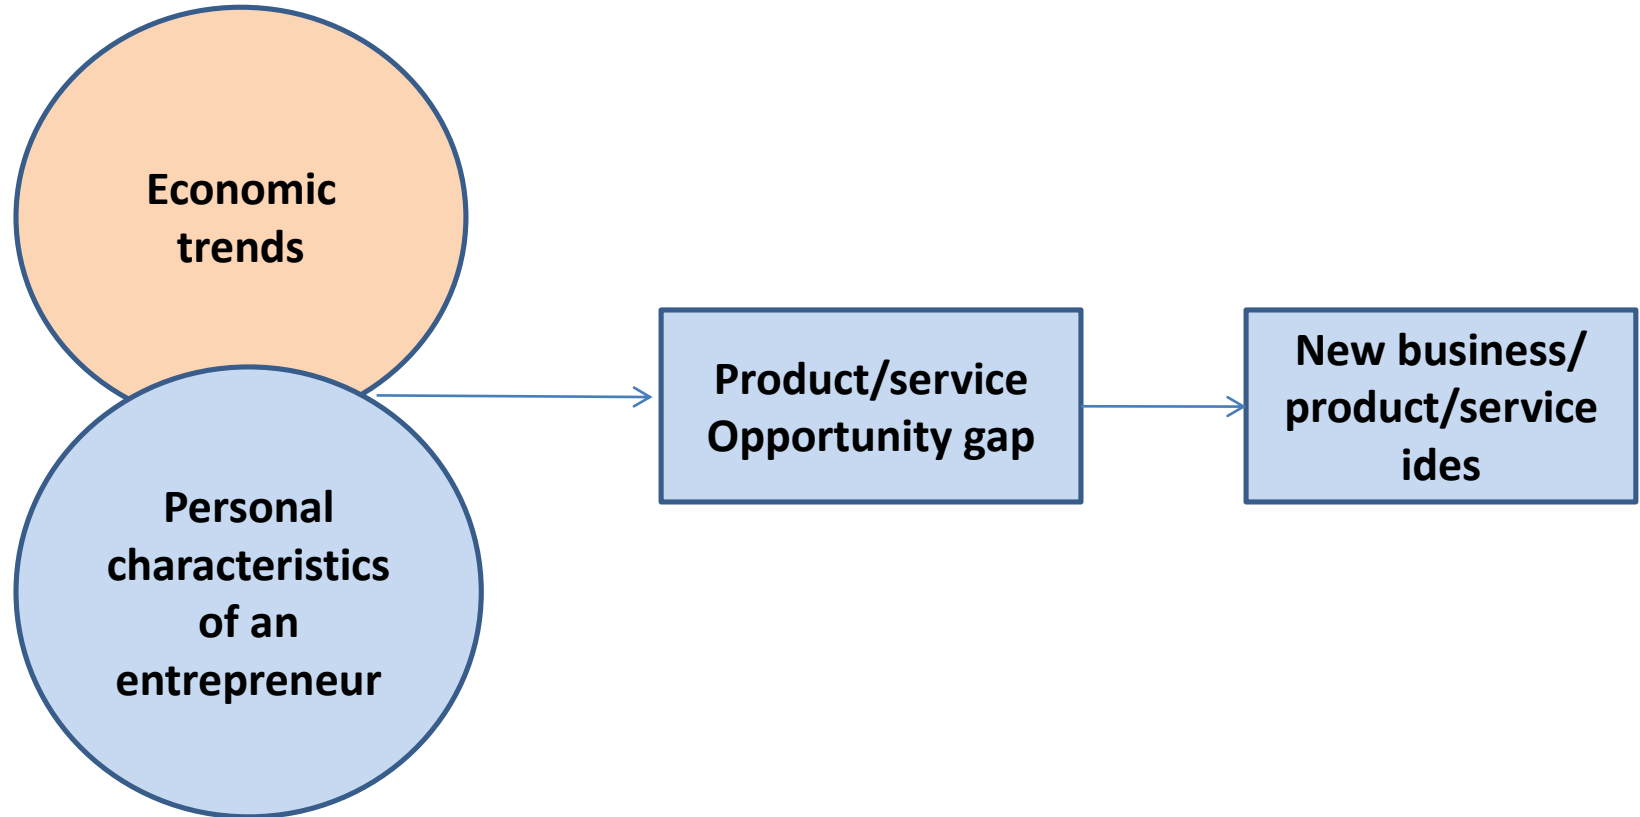 Economic
trends
Personal
characteristics
of an
entrepreneur
Product/service
Opportunity gap
New business/
product/service
ides